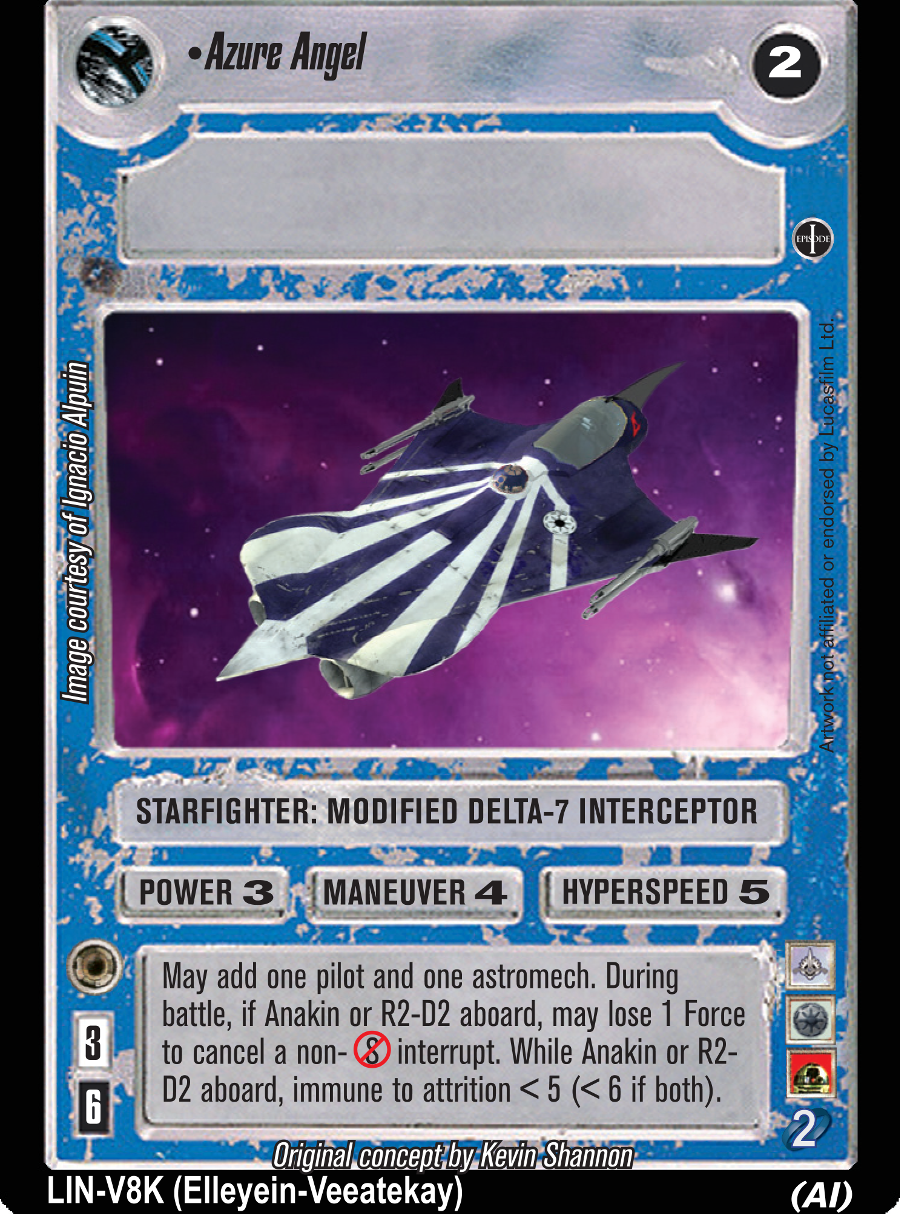 •Azure Angel
2
EPISODE
I
Image courtesy of Ignacio Alpuin
Artwork not affiliated or endorsed by Lucasfilm Ltd.
STARFIGHTER: MODIFIED DELTA-7 INTERCEPTOR
POWER 3
MANEUVER 4
HYPERSPEED 5
May add one pilot and one astromech. During
battle, if Anakin or R2-D2 aboard, may lose 1 Force
to cancel a non- 8 interrupt. While Anakin or R2-
D2 aboard, immune to attrition < 5 (< 6 if both).
3
6
2
Original concept by Kevin Shannon
LIN-V8K (Elleyein-Veeatekay)
(AI)